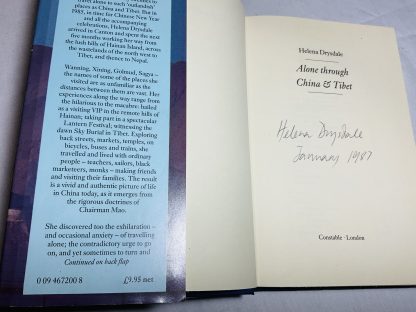 places as China and Tibet. But in
1985, in time for Chinese New Year
and all the accompanying
celebrations, Helena Drysdale
arrived in Canton and spent the next
five months working her way from
the lush hills of Hainan Island, across
the wastelands of the north west to
Tibet, and thence to Nepal.
Wanning, Xining, Golmud, Sagya –
the names of some of the places she
visited are as unfamiliar as the
distances between them are vast. Her
experiences along the way range from
the hilarious to the macabre: bailed
as a visiting VIP in the remote hills of
Hainan; taking part in a spectacular
Lantern Festival; witnessing the
dawn Sky Burial in Tibet. Exploring
back streets, markets, temples, on
bicycles, buses and trains, she
travelled and lived with ordinary
people – teachers, sailors, black
marketeers, monks – making friends
and visiting their families. The result
is a vivid and authentic picture of life
in China today, as it emerges from
the rigorous doctrines of
Chairman Mao.
She discovered too the exhilaration –
and occasional anxiety – of travelling
alone; the contradictory urge to go
on, and yet sometimes to turn and
Continued on back flap
0 09 467200 8 £9.95 net
Helena Drysdale
Alone through
China & Tibet
Helena Drysdale
January 1987
Constable · London